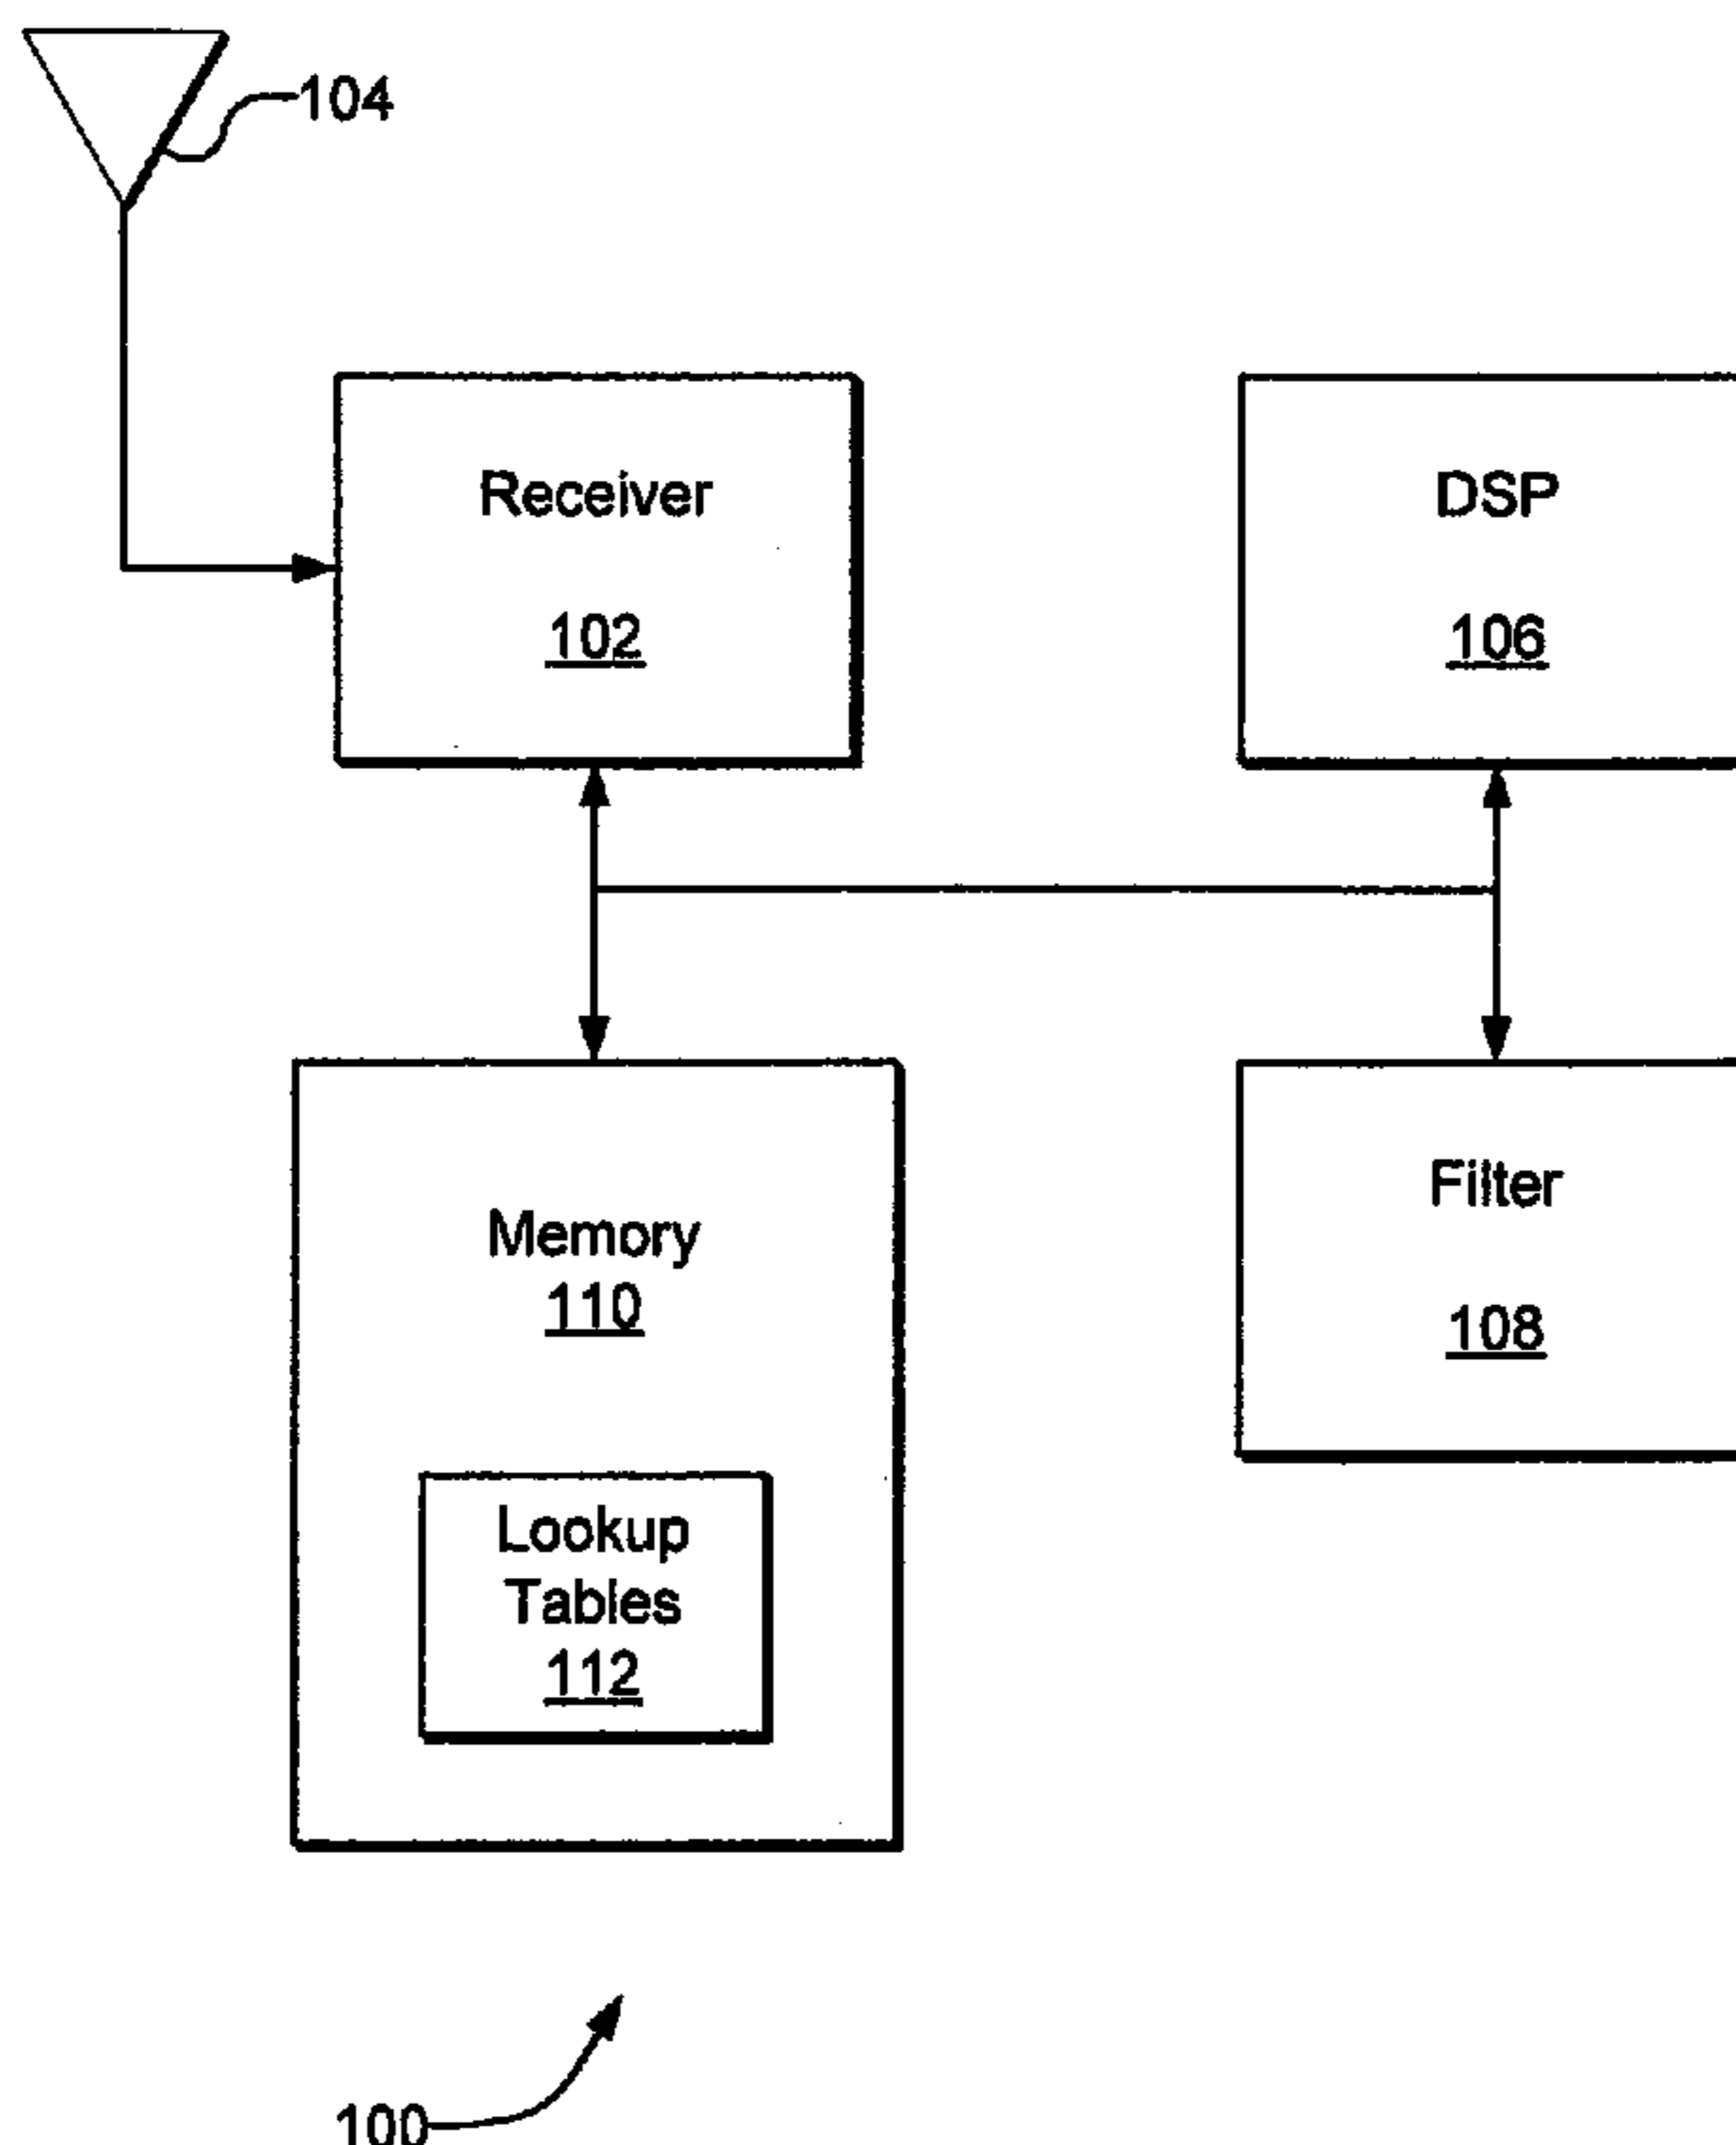 104
Receiver
102
DSP
106
Memory
110
Filter
108
Lookup
Tables
112
100